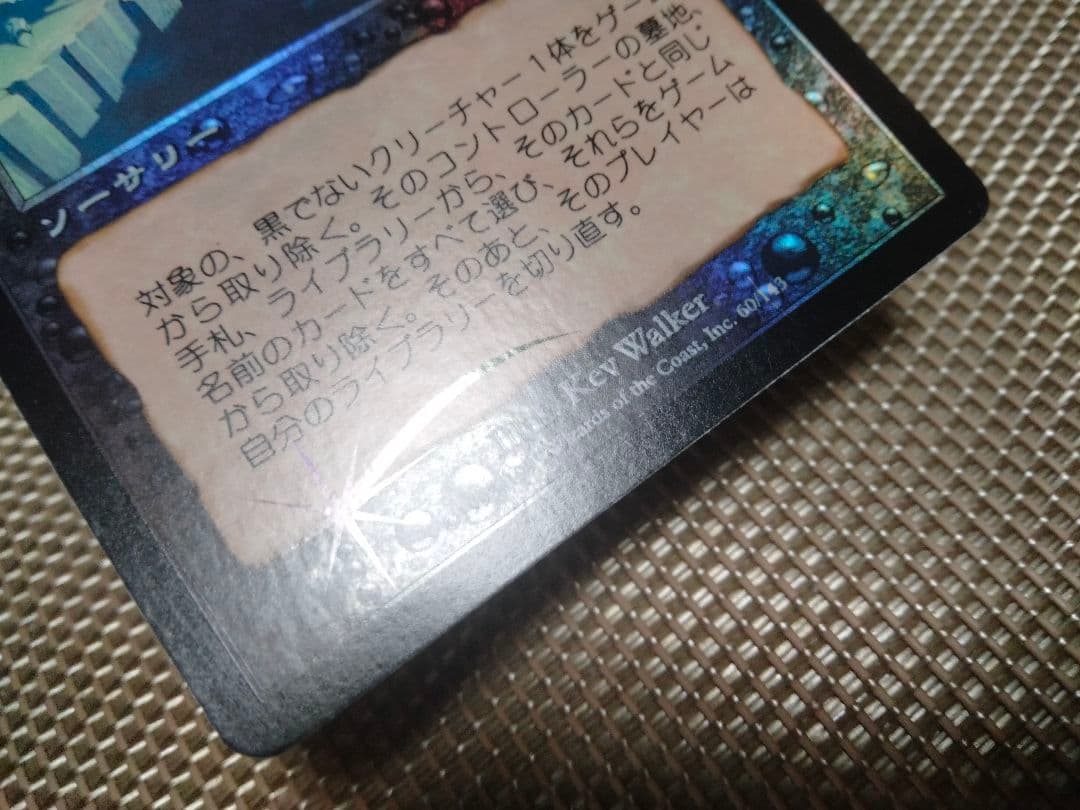 ソーサリー
対象の、黒でないクリーチャー1体をゲー
から取り除く。そのコントローラーの墓地、
手札、ライブラリーから、そのカードと同じ
名前のカードをすべて選び、それらをゲーム
から取り除く。そのあと、そのプレイヤーは
自分のライブラリーを切り直す。
Kev Walker
Wizards of the Coast, Inc. 60/143